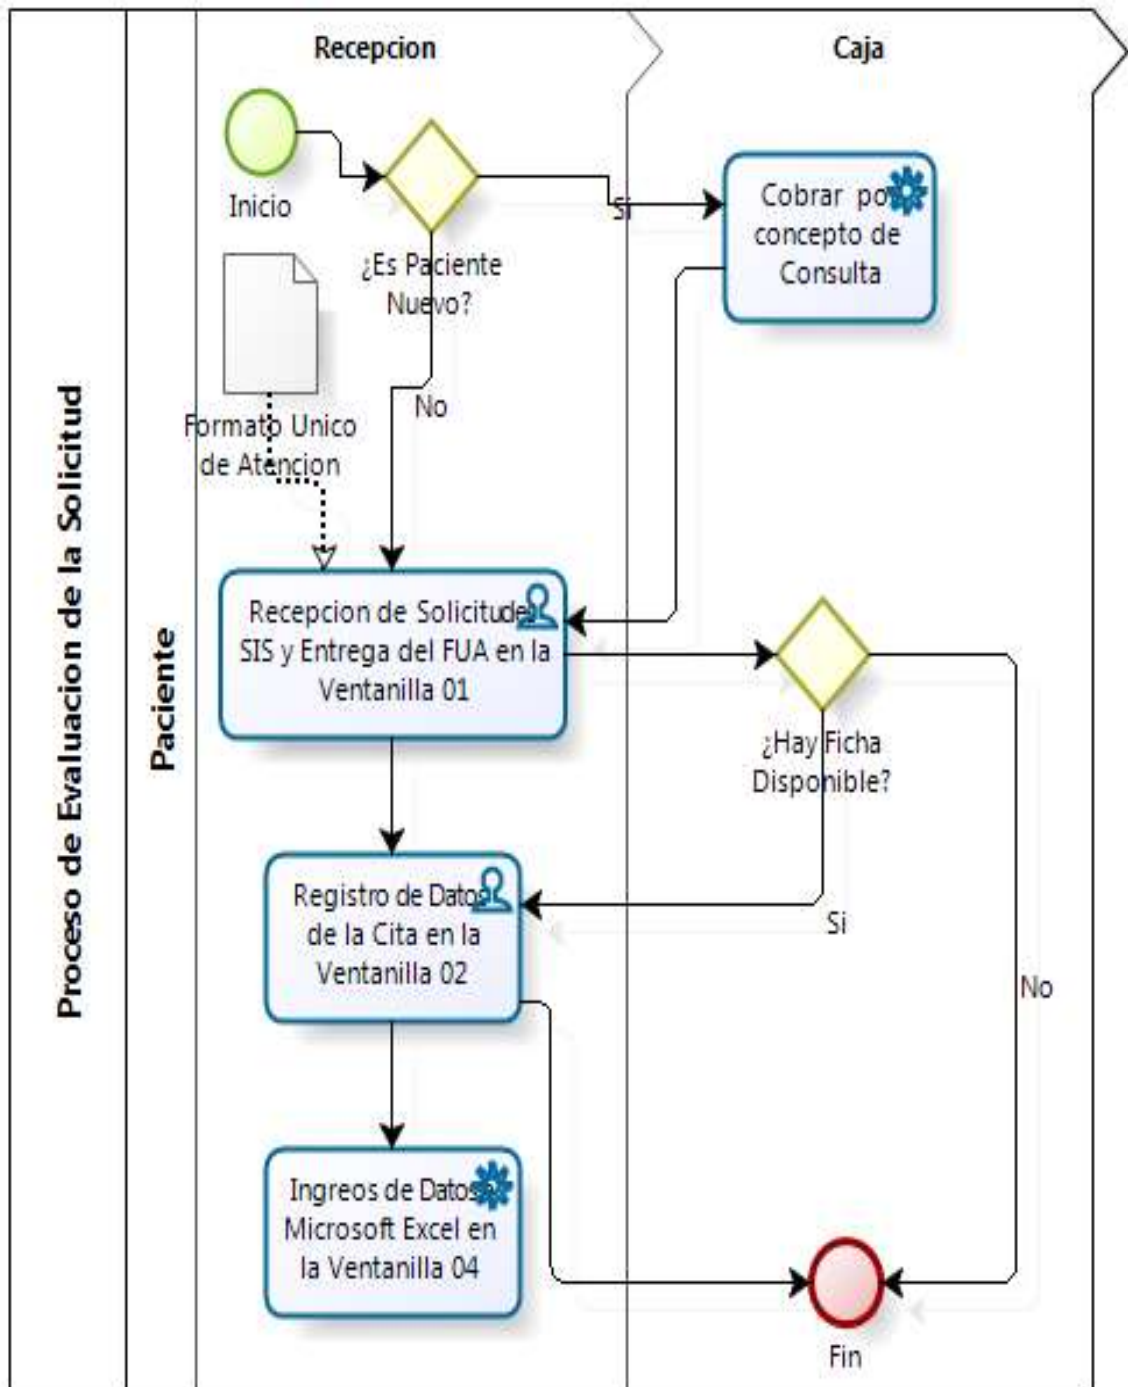 Proceso de Evaluacion de la Solicitud
Paciente
Recepcion
Caja
Inicio
¿Es Paciente
Nuevo?
Si
Cobrar po
concepto de
Consulta
No
Formato Unico
de Atencion
Recepcion de Solicitudes
SIS y Entrega del FUA en la
Ventanilla 01
¿Hay Ficha
Disponible?
Si
No
Registro de Datos
de la Cita en la
Ventanilla 02
Ingreos de Datos
Microsoft Excel en
la Ventanilla 04
Fin